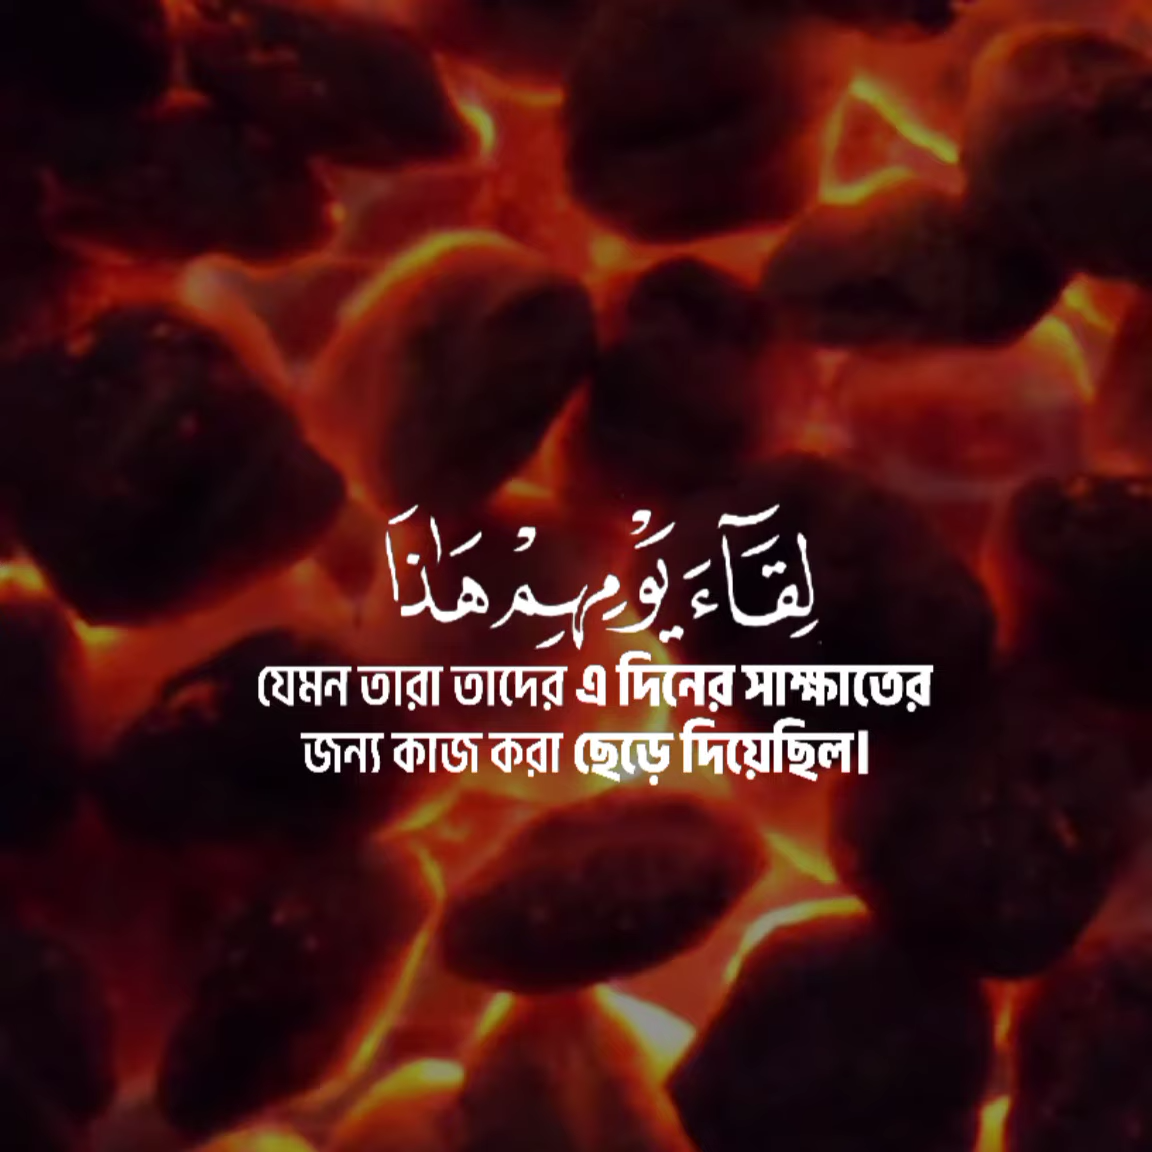 لِقَآءَ يَوْمِهِمْ هَٰذَا
যেমন তারা তাদের এ দিনের সাক্ষাতের
জন্য কাজ করা ছেড়ে দিয়েছিল।